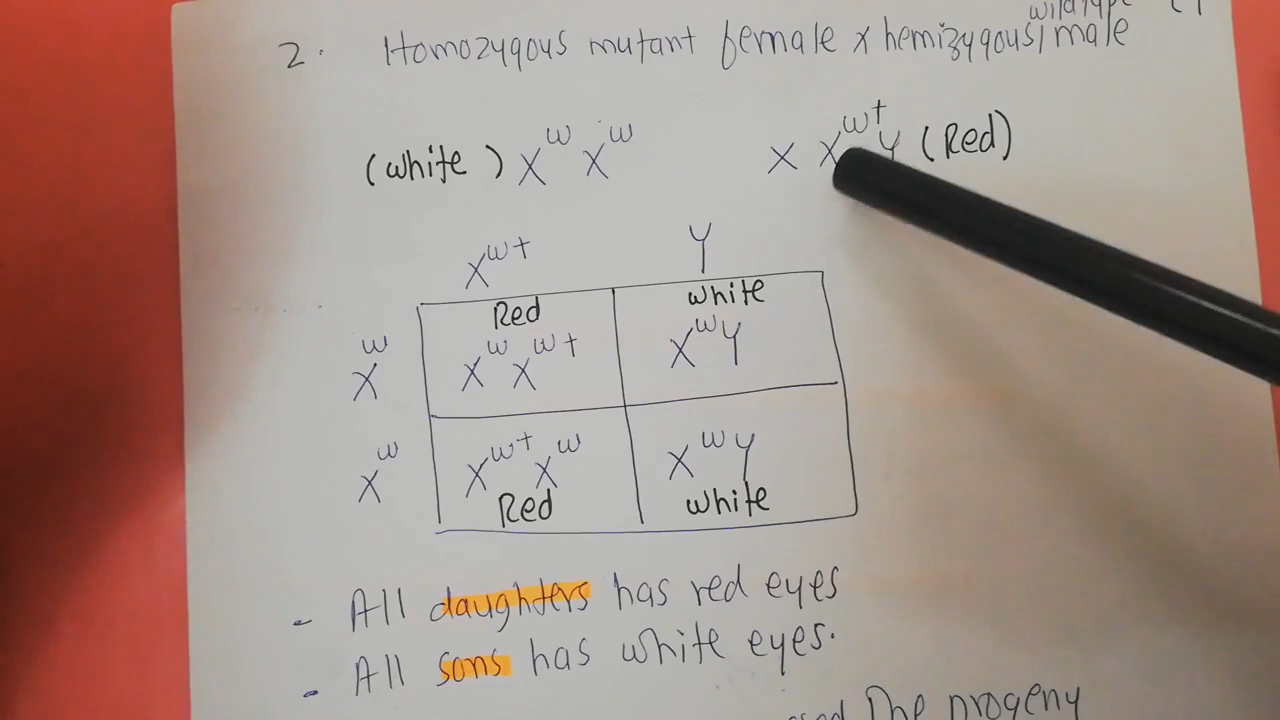 wildtype
2. Homozygous mutant female x hemizygous/male
(white) X^w X^w x X^w+ Y (Red)
X^w+ Y
Red white
X^w X^w X^w+ X^w Y
X^w X^w+ X^w X^w Y
Red white
- All daughters has red eyes
- All sons has white eyes.
The progeny